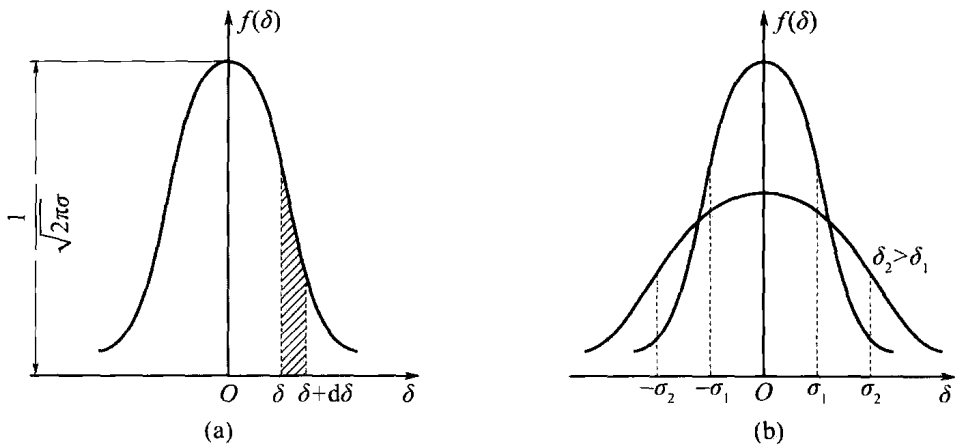 f(δ)
1
√2πσ
O
δ
δ+dδ
δ
(a)
f(δ)
δ₂>δ₁
−σ₂
−σ₁
O
σ₁
σ₂
δ
(b)